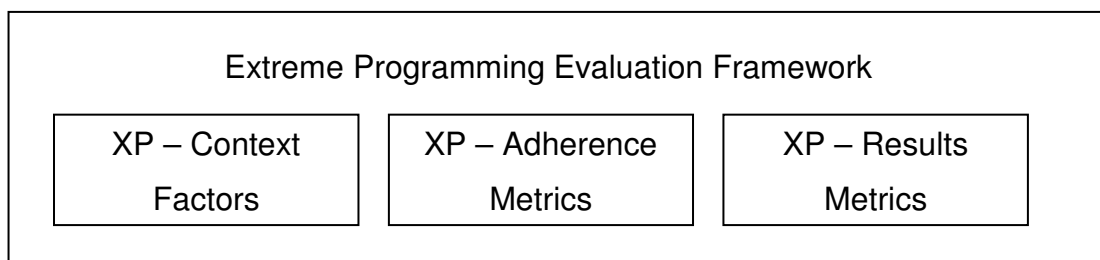 Extreme Programming Evaluation Framework
XP – Context
Factors
XP – Adherence
Metrics
XP – Results
Metrics